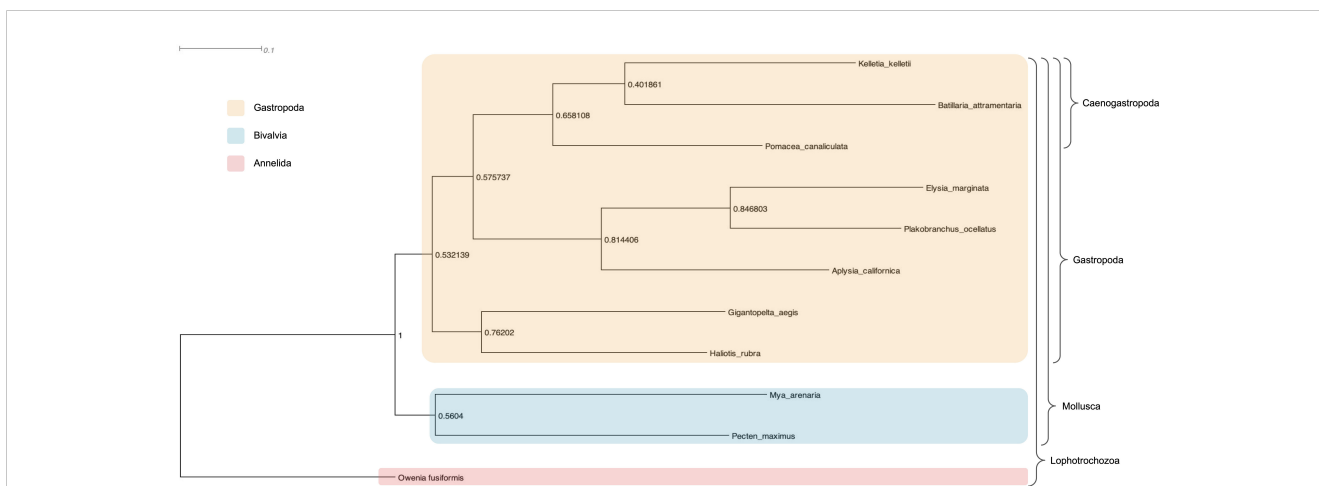 0.1
Gastropoda
Bivalvia
Annelida
Kelletia_kelletii
0.401861
Batillaria_attramentaria
Caenogastropoda
0.658108
Pomacea_canaliculata
0.575737
Elysia_marginata
0.846803
Plakobranchus_ocellatus
0.814406
0.532139
Gastropoda
Aplysia_californica
Gigantopelta_aegis
0.76202
1
Haliotis_rubra
Mya_arenaria
Mollusca
0.5604
Pecten_maximus
Lophotrochozoa
Owenia fusiformis